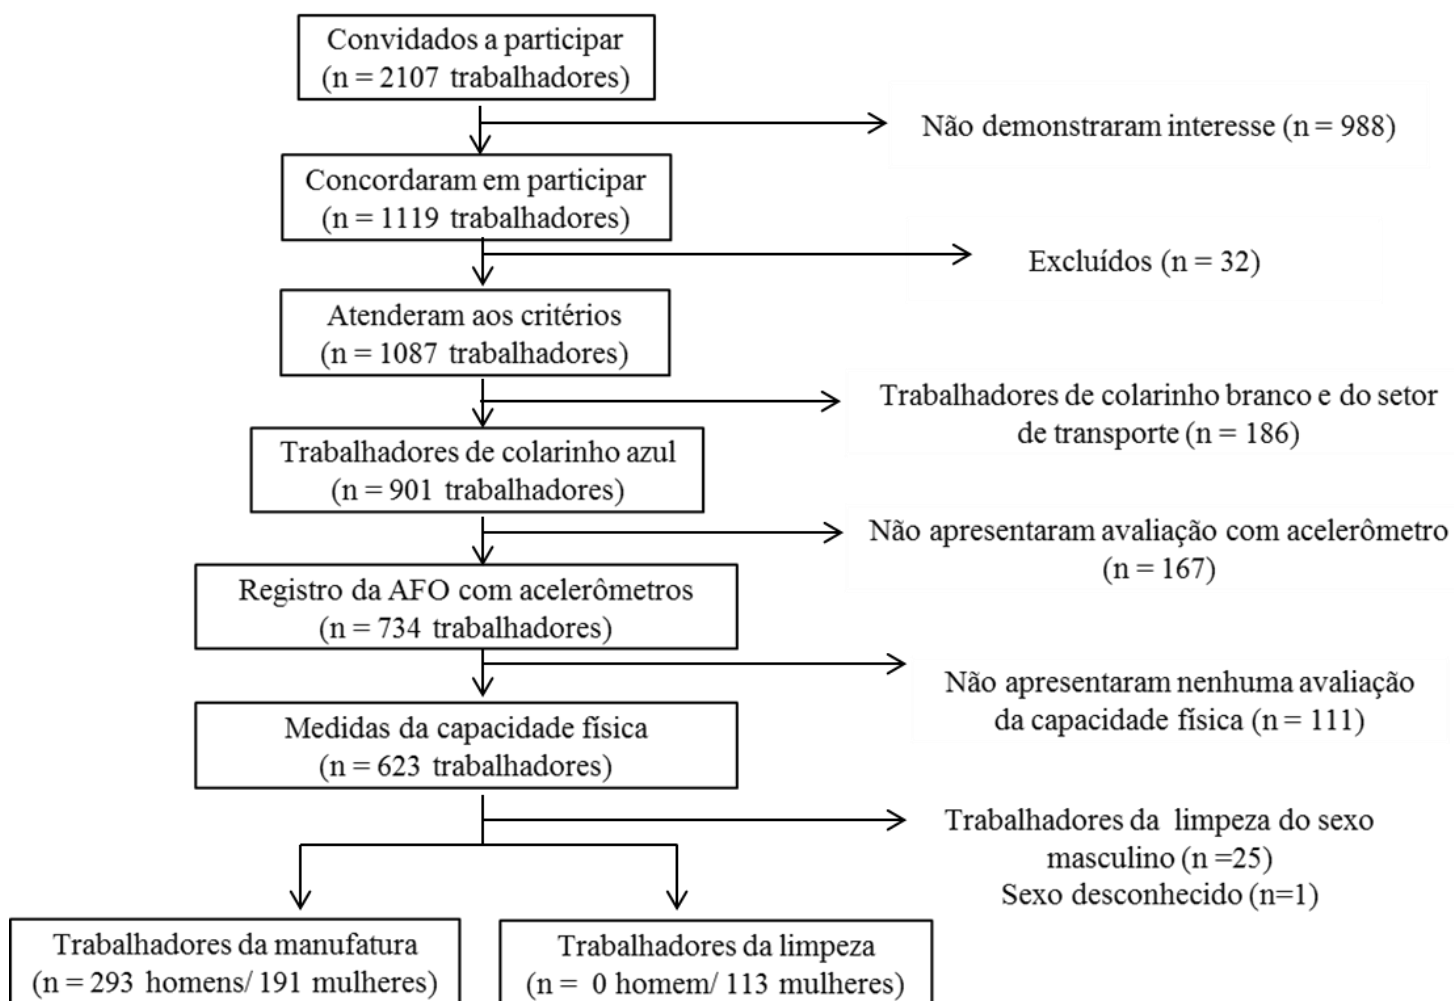 Convidados a participar
(n = 2107 trabalhadores)
Não demonstraram interesse (n = 988)
Concordaram em participar
(n = 1119 trabalhadores)
Excluídos (n = 32)
Atenderam aos critérios
(n = 1087 trabalhadores)
Trabalhadores de colarinho branco e do setor
de transporte (n = 186)
Trabalhadores de colarinho azul
(n = 901 trabalhadores)
Não apresentaram avaliação com acelerômetro
(n = 167)
Registro da AFO com acelerômetros
(n = 734 trabalhadores)
Não apresentaram nenhuma avaliação
da capacidade física (n = 111)
Medidas da capacidade física
(n = 623 trabalhadores)
Trabalhadores da limpeza do sexo
masculino (n =25)
Sexo desconhecido (n=1)
Trabalhadores da manufatura
(n = 293 homens/ 191 mulheres)
Trabalhadores da limpeza
(n = 0 homem/ 113 mulheres)